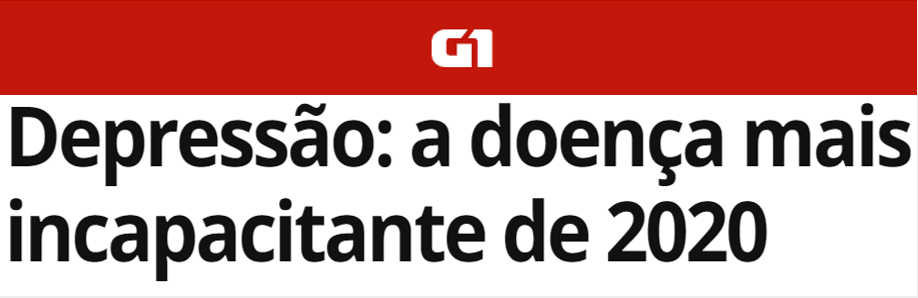 G1
Depressão: a doença mais
incapacitante de 2020